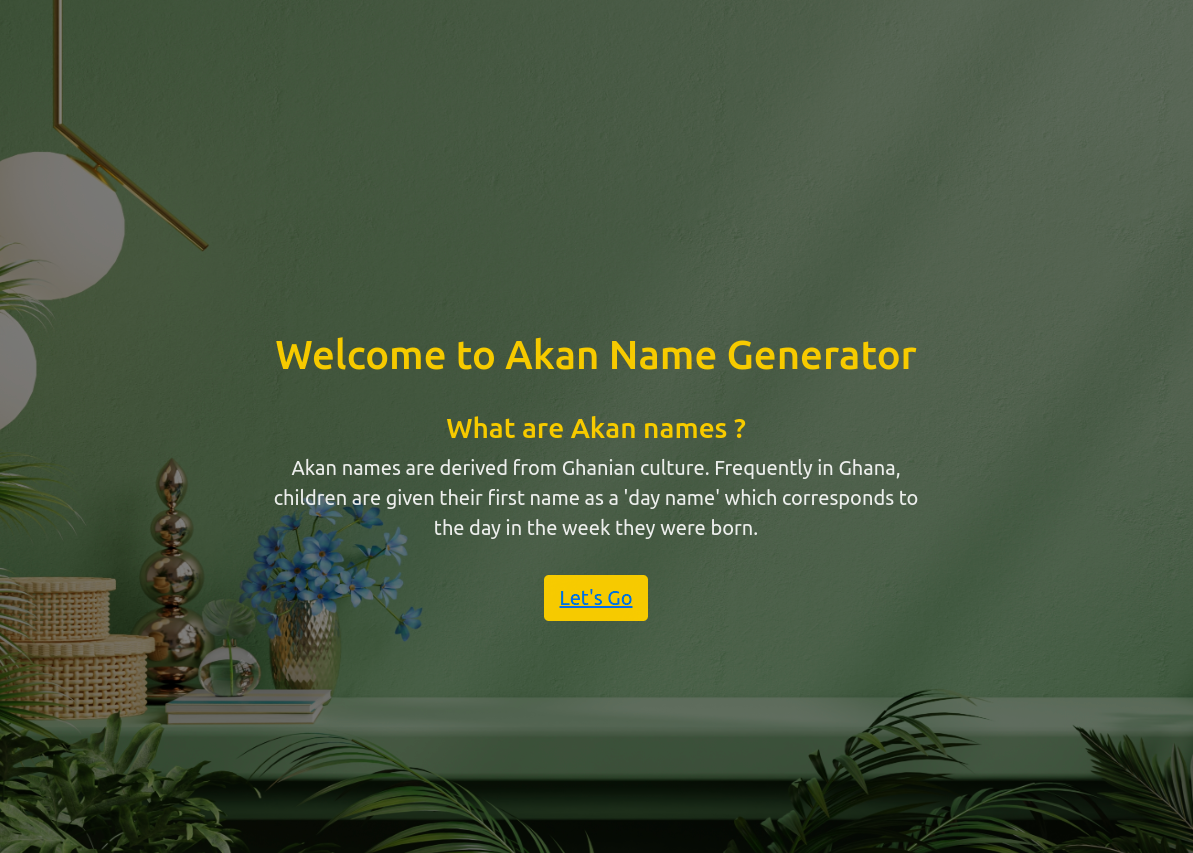 Welcome to Akan Name Generator
What are Akan names ?
Akan names are derived from Ghanian culture. Frequently in Ghana,
children are given their first name as a 'day name' which corresponds to
the day in the week they were born.
Let's Go